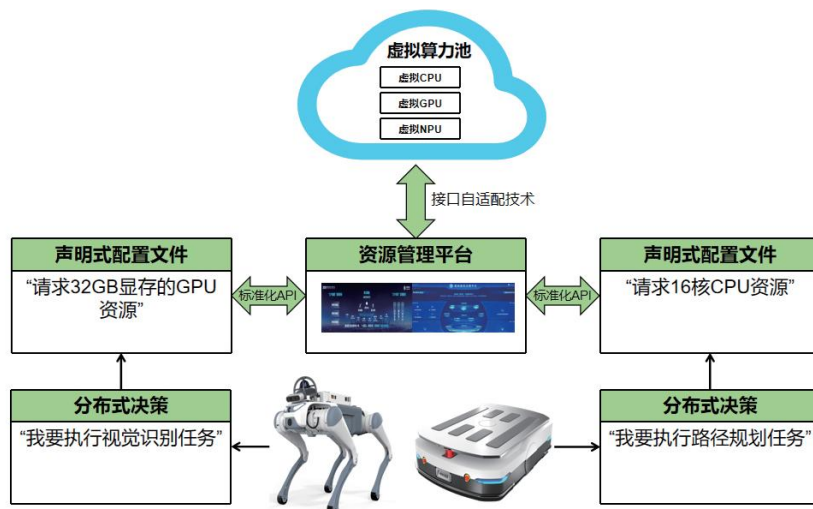 虚拟算力池
虚拟CPU
虚拟GPU
虚拟NPU
接口自适配技术
声明式配置文件
“请求32GB显存的GPU
资源”
标准化API
资源管理平台
标准化API
声明式配置文件
“请求16核CPU资源”
分布式决策
“我要执行视觉识别任务”
分布式决策
“我要执行路径规划任务”